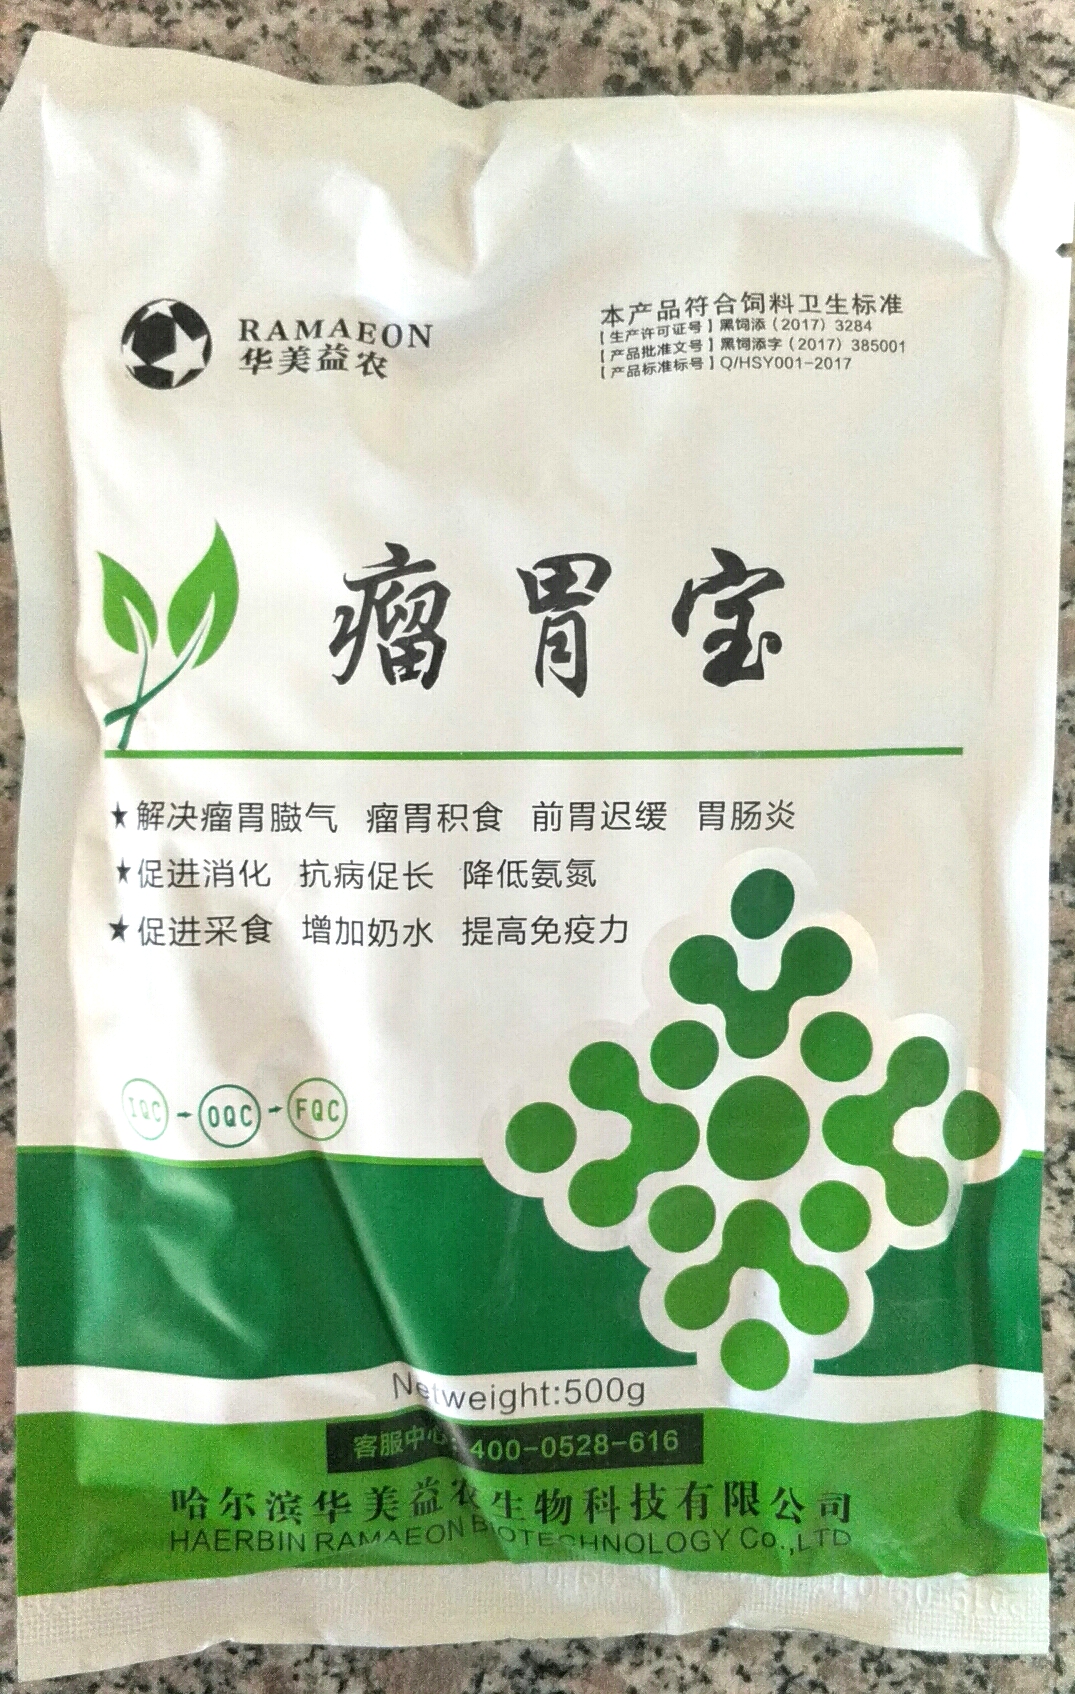 RAMAEON
华美益农
本产品符合饲料卫生标准
【生产许可证号】黑饲添（2017）3284
【产品批准文号】黑饲添字（2017）385001
【产品标准标号】Q/HSY001-2017
瘤胃宝
★解决瘤胃臌气 瘤胃积食 前胃迟缓 胃肠炎
★促进消化 抗病促长 降低氨氮
★促进采食 增加奶水 提高免疫力
IQC OQC FQC
Netweight:500g
客服中心：400-0528-616
哈尔滨华美益农生物科技有限公司
HAERBIN RAMAEON BIOTECHNOLOGY Co.,LTD